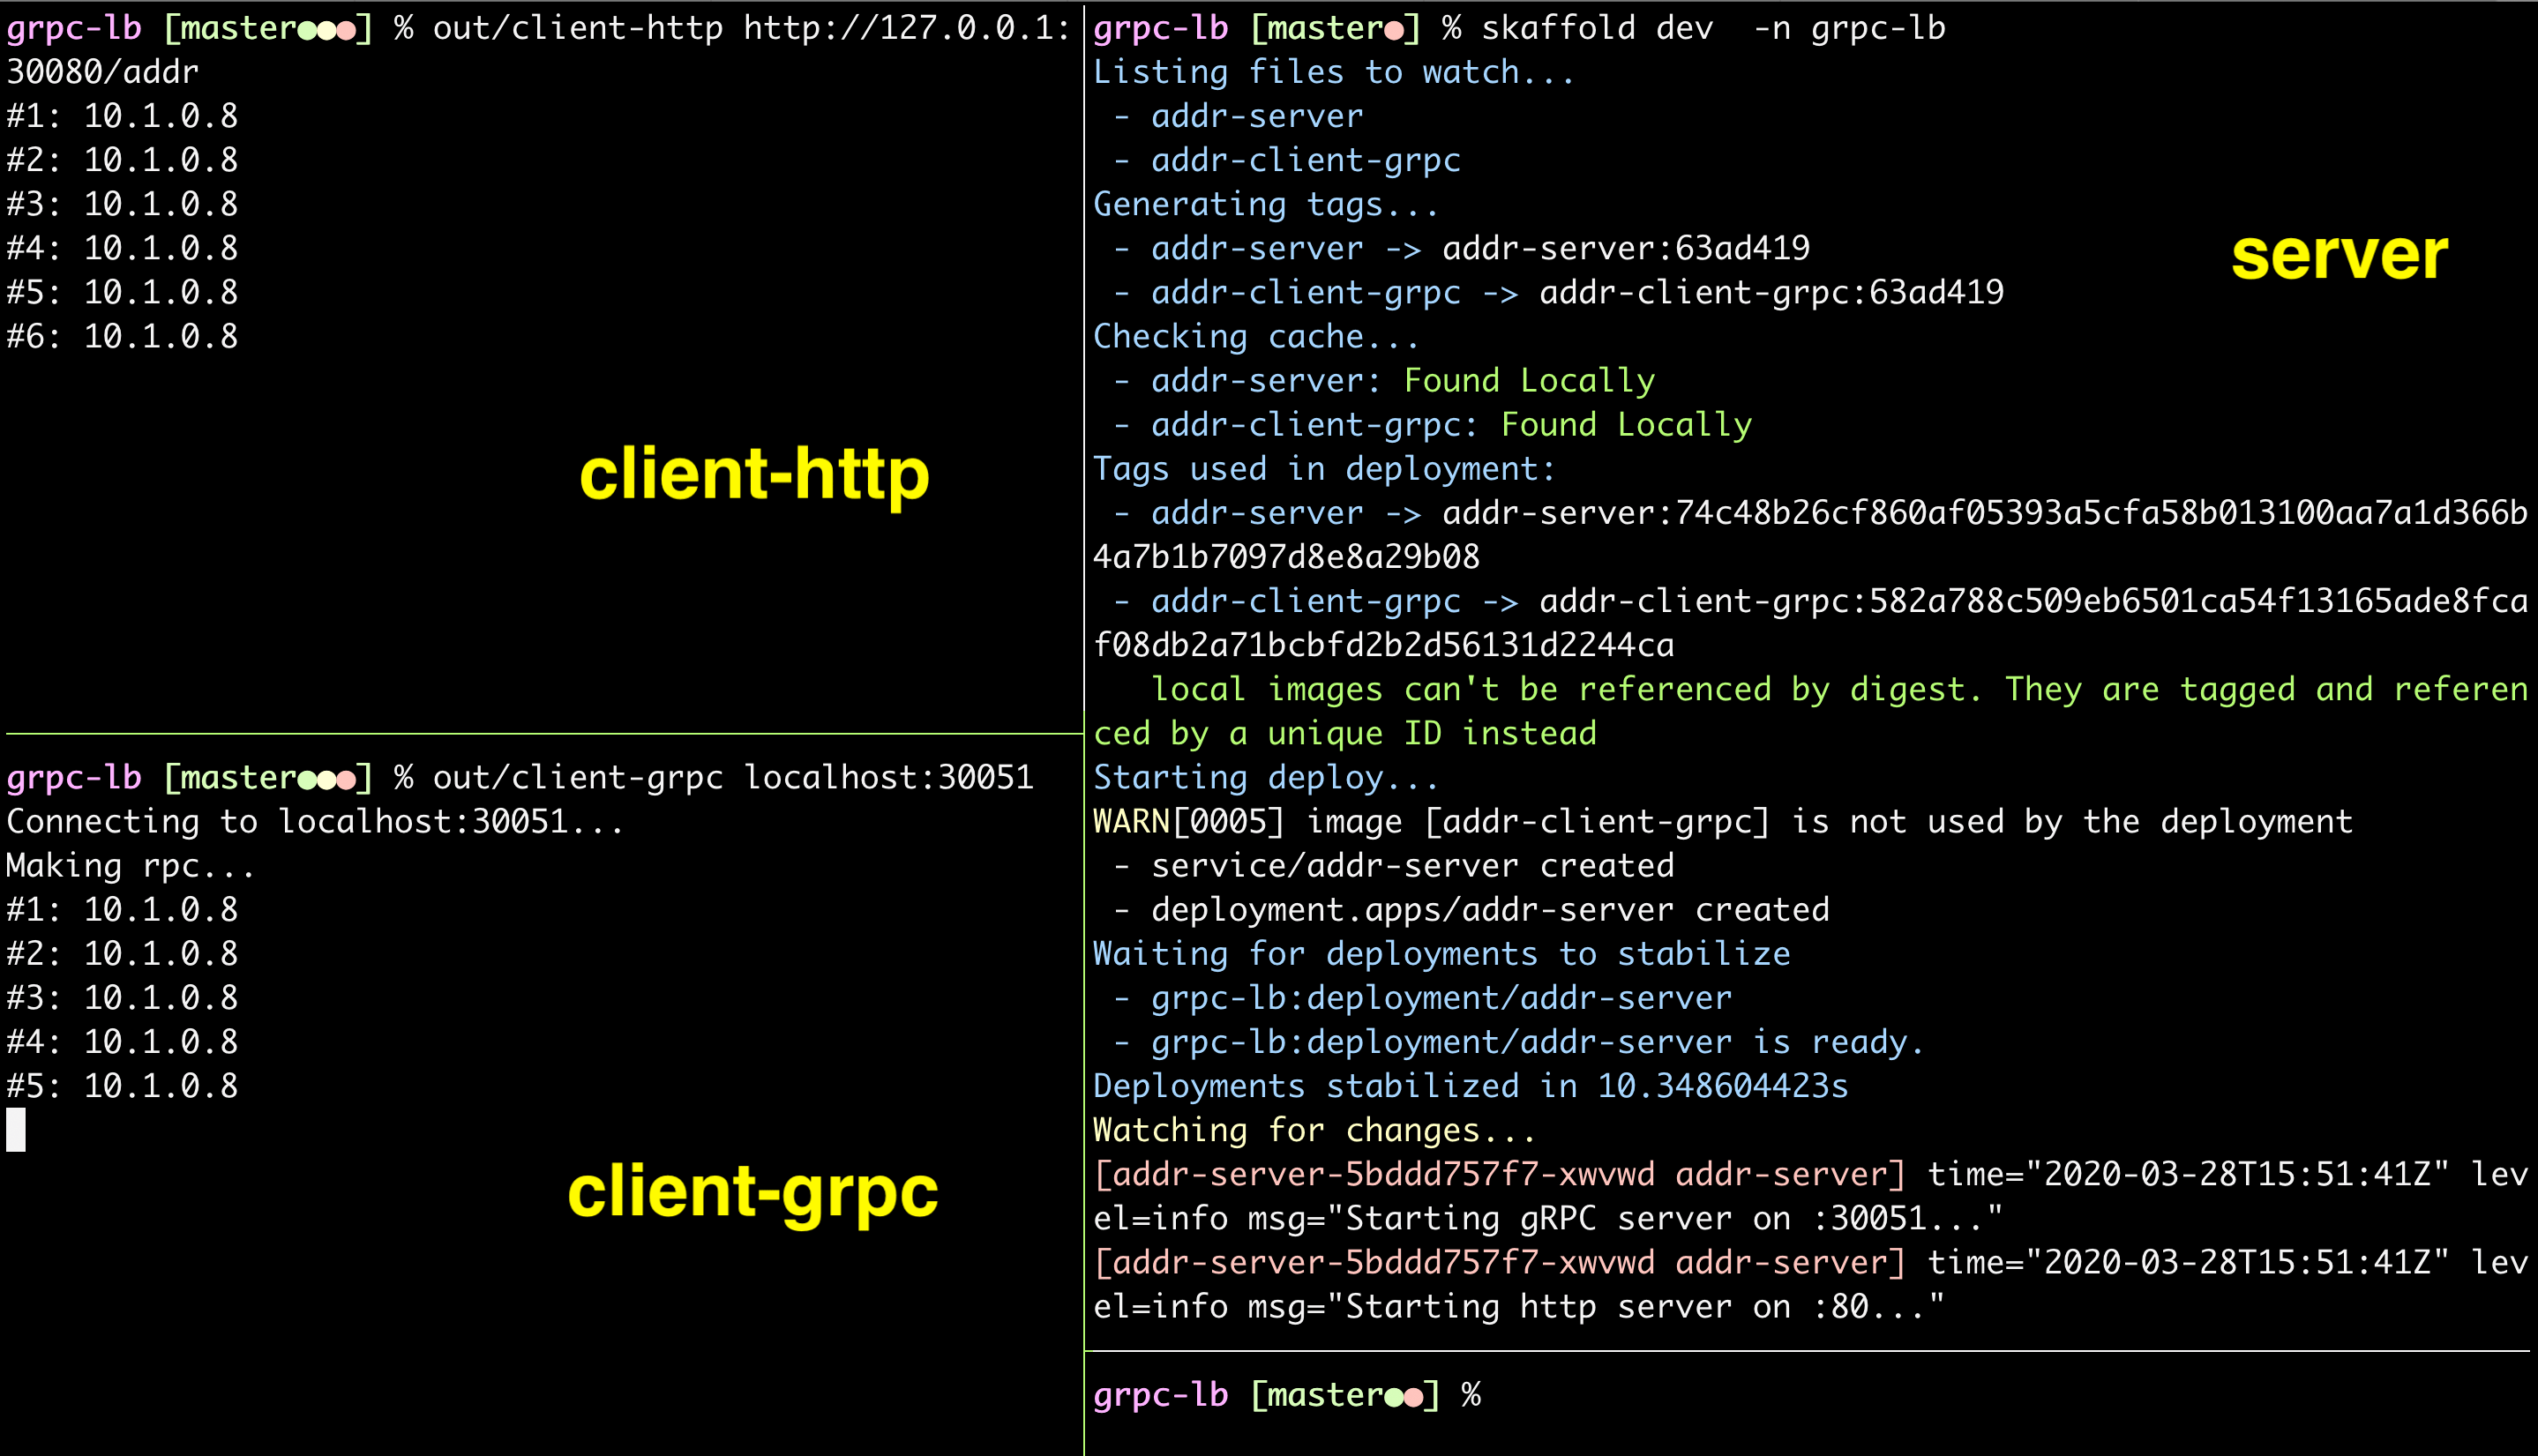 grpc-lb [master●●●] % out/client-http http://127.0.0.1:
30080/addr
#1: 10.1.0.8
#2: 10.1.0.8
#3: 10.1.0.8
#4: 10.1.0.8
#5: 10.1.0.8
#6: 10.1.0.8
client-http
grpc-lb [master●●●] % out/client-grpc localhost:30051
Connecting to localhost:30051...
Making rpc...
#1: 10.1.0.8
#2: 10.1.0.8
#3: 10.1.0.8
#4: 10.1.0.8
#5: 10.1.0.8
client-grpc
grpc-lb [master●] % skaffold dev  -n grpc-lb
Listing files to watch...
 - addr-server
 - addr-client-grpc
Generating tags...
 - addr-server -> addr-server:63ad419
server
 - addr-client-grpc -> addr-client-grpc:63ad419
Checking cache...
 - addr-server: Found Locally
 - addr-client-grpc: Found Locally
Tags used in deployment:
 - addr-server -> addr-server:74c48b26cf860af05393a5cfa58b013100aa7a1d366b
4a7b1b7097d8e8a29b08
 - addr-client-grpc -> addr-client-grpc:582a788c509eb6501ca54f13165ade8fca
f08db2a71bcbfd2b2d56131d2244ca
   local images can't be referenced by digest. They are tagged and referen
ced by a unique ID instead
Starting deploy...
WARN[0005] image [addr-client-grpc] is not used by the deployment
 - service/addr-server created
 - deployment.apps/addr-server created
Waiting for deployments to stabilize
 - grpc-lb:deployment/addr-server
 - grpc-lb:deployment/addr-server is ready.
Deployments stabilized in 10.348604423s
Watching for changes...
[addr-server-5bddd757f7-xwvwd addr-server] time="2020-03-28T15:51:41Z" lev
el=info msg="Starting gRPC server on :30051..."
[addr-server-5bddd757f7-xwvwd addr-server] time="2020-03-28T15:51:41Z" lev
el=info msg="Starting http server on :80..."
grpc-lb [master●●] %